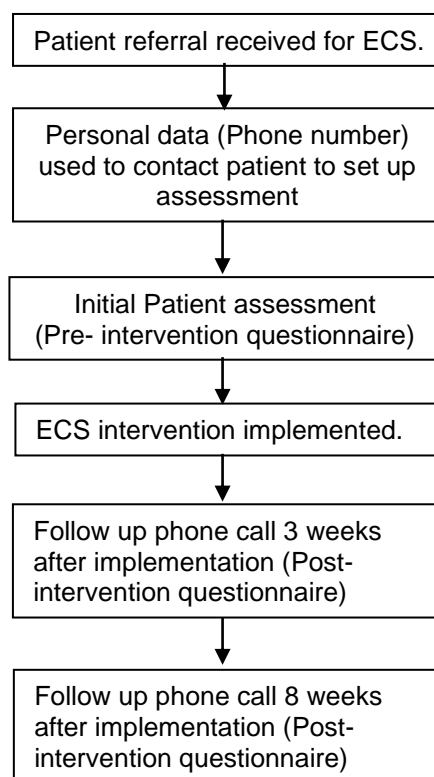 Patient referral received for ECS.
Personal data (Phone number)
used to contact patient to set up
assessment
Initial Patient assessment
(Pre- intervention questionnaire)
ECS intervention implemented.
Follow up phone call 3 weeks
after implementation (Post-
intervention questionnaire)
Follow up phone call 8 weeks
after implementation (Post-
intervention questionnaire)